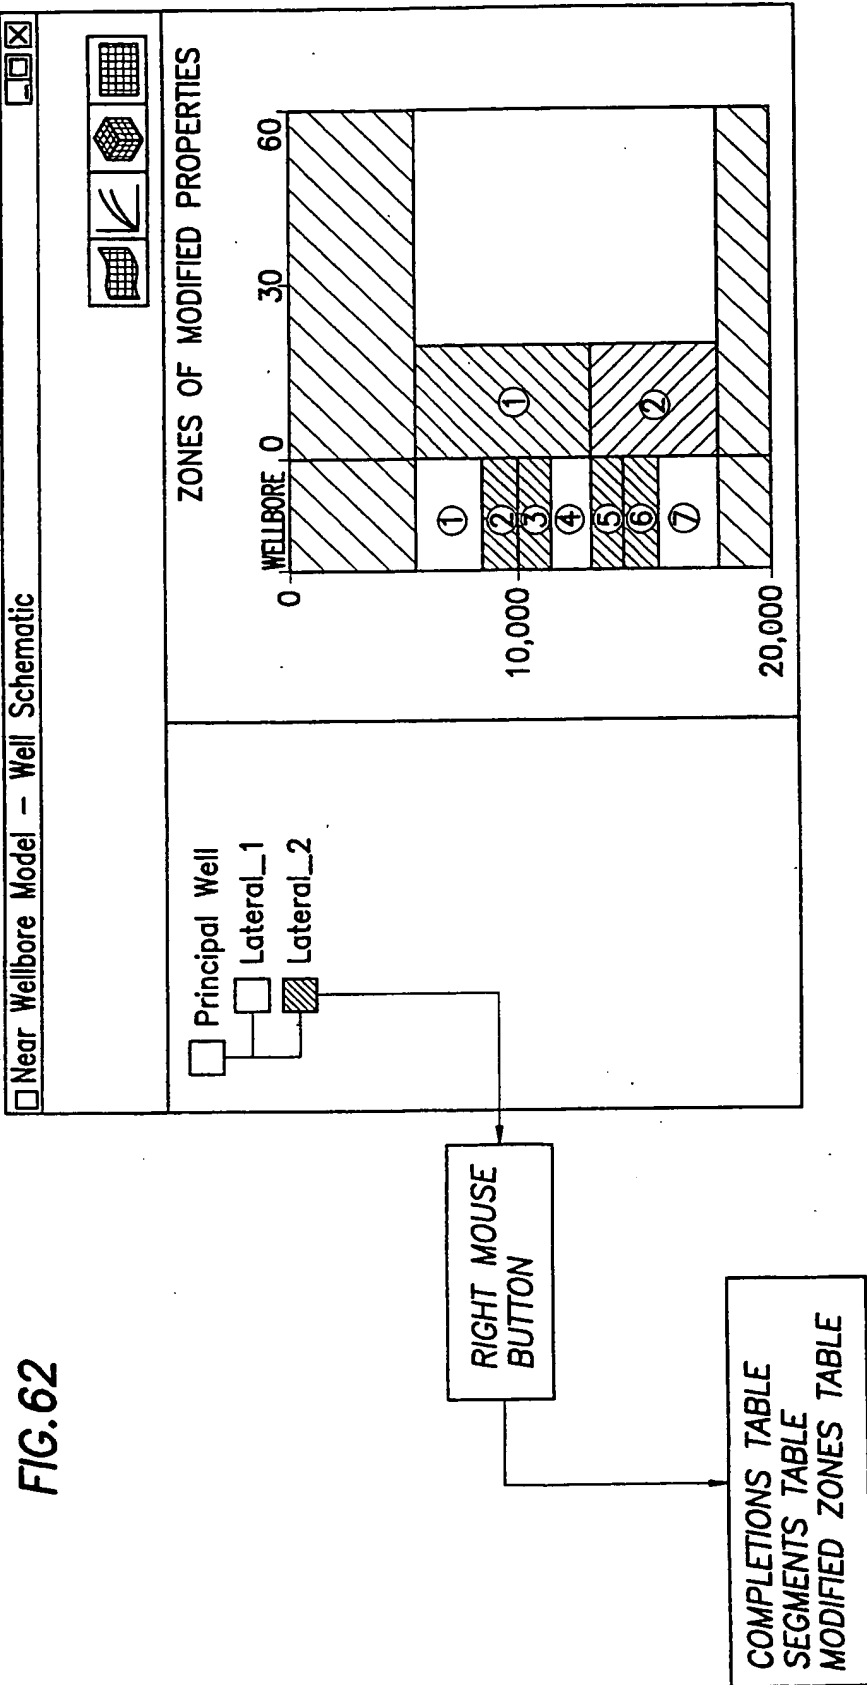 FIG.62
Near Wellbore Model – Well Schematic
Principal Well
Lateral_1
Lateral_2
ZONES OF MODIFIED PROPERTIES
WELLBORE 0 30 60
0
10,000
20,000
①
②
③
④
⑤
⑥
⑦
①
②
RIGHT MOUSE
BUTTON
COMPLETIONS TABLE
SEGMENTS TABLE
MODIFIED ZONES TABLE